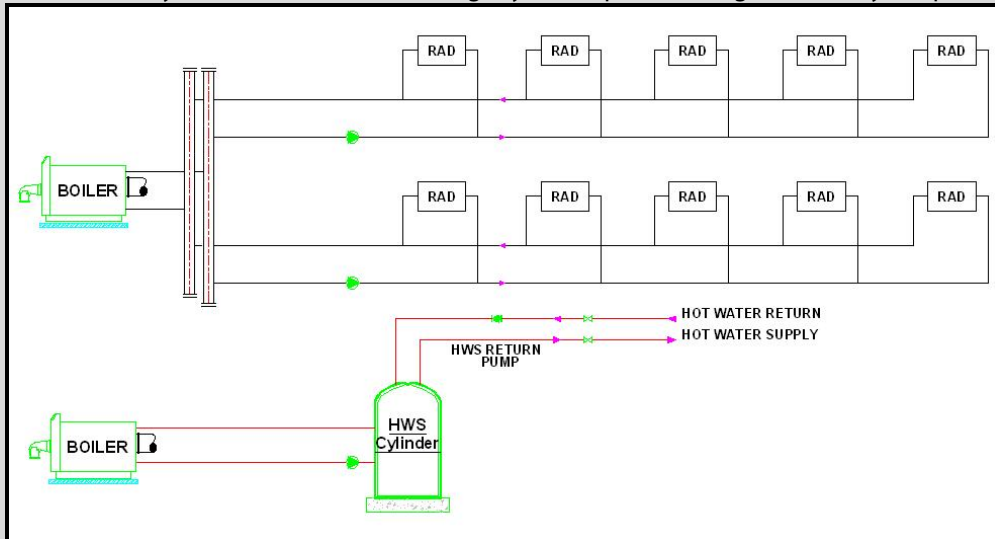 RAD RAD RAD RAD RAD
BOILER
RAD RAD RAD RAD RAD
HOT WATER RETURN
HOT WATER SUPPLY
HWS RETURN
PUMP
HWS
Cylinder
BOILER